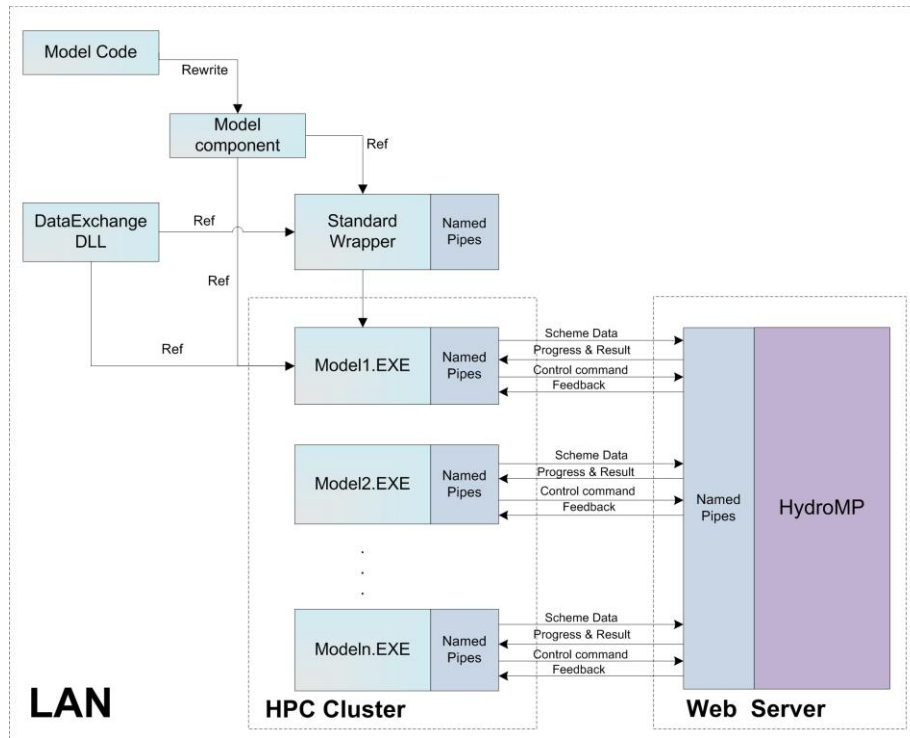 Model Code
Rewrite
Model
component
Ref
DataExchange
DLL
Ref
Standard
Wrapper
Named
Pipes
Ref
Ref
Model1.EXE
Named
Pipes
Scheme Data
Progress & Result
Control command
Feedback
Model2.EXE
Named
Pipes
Scheme Data
Progress & Result
Control command
Feedback
Named
Pipes
HydroMP
.
.
.
Modeln.EXE
Named
Pipes
Scheme Data
Progress & Result
Control command
Feedback
LAN
HPC Cluster
Web Server